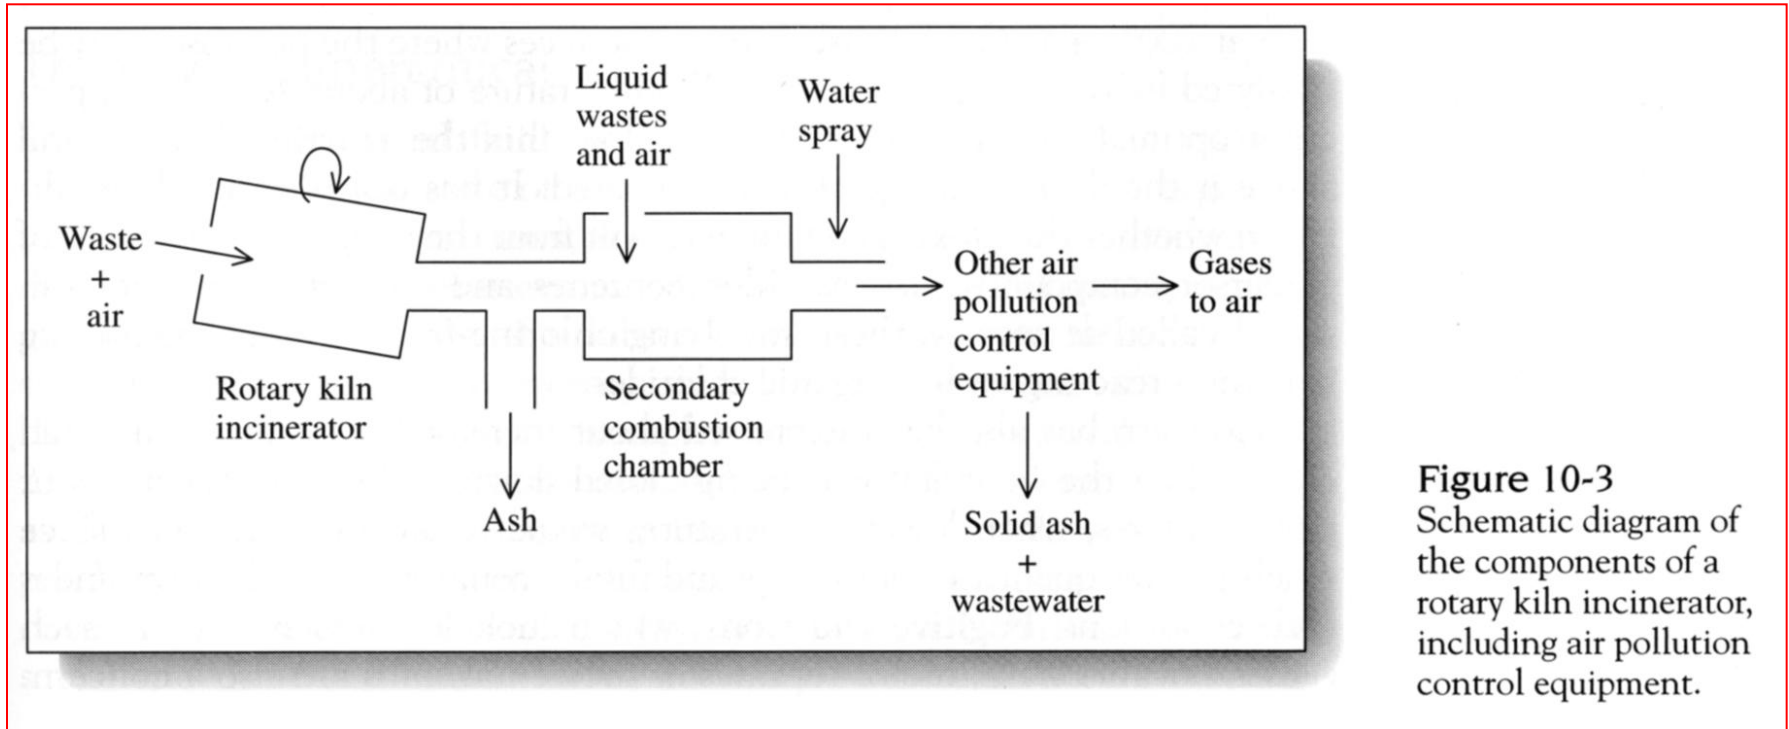 Liquid
wastes
and air
Water
spray
Waste
+
air
Other air
pollution
control
equipment
Gases
to air
Rotary kiln
incinerator
Secondary
combustion
chamber
Ash
Solid ash
+
wastewater
Figure 10-3
Schematic diagram of
the components of a
rotary kiln incinerator,
including air pollution
control equipment.